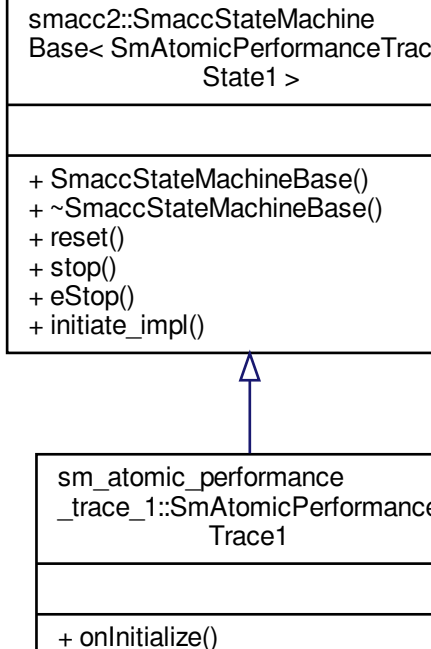 smacc2::SmaccStateMachine
Base< SmAtomicPerformanceTrac
State1 >
+ SmaccStateMachineBase()
+ ~SmaccStateMachineBase()
+ reset()
+ stop()
+ eStop()
+ initiate_impl()
sm_atomic_performance
_trace_1::SmAtomicPerformance
Trace1
+ onInitialize()